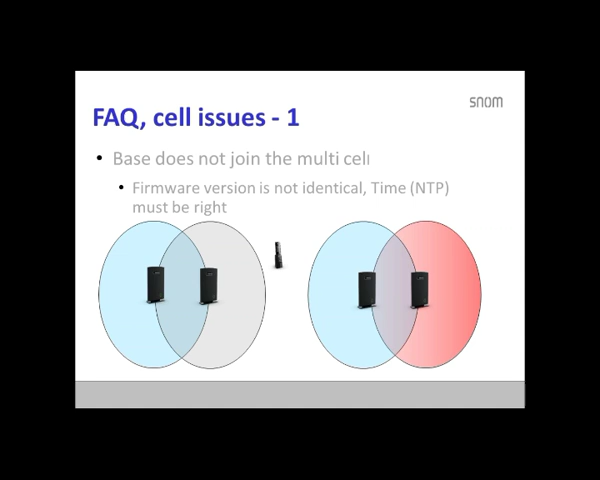 snom
FAQ, cell issues - 1
Base does not join the multi cell
Firmware version is not identical, Time (NTP)
must be right